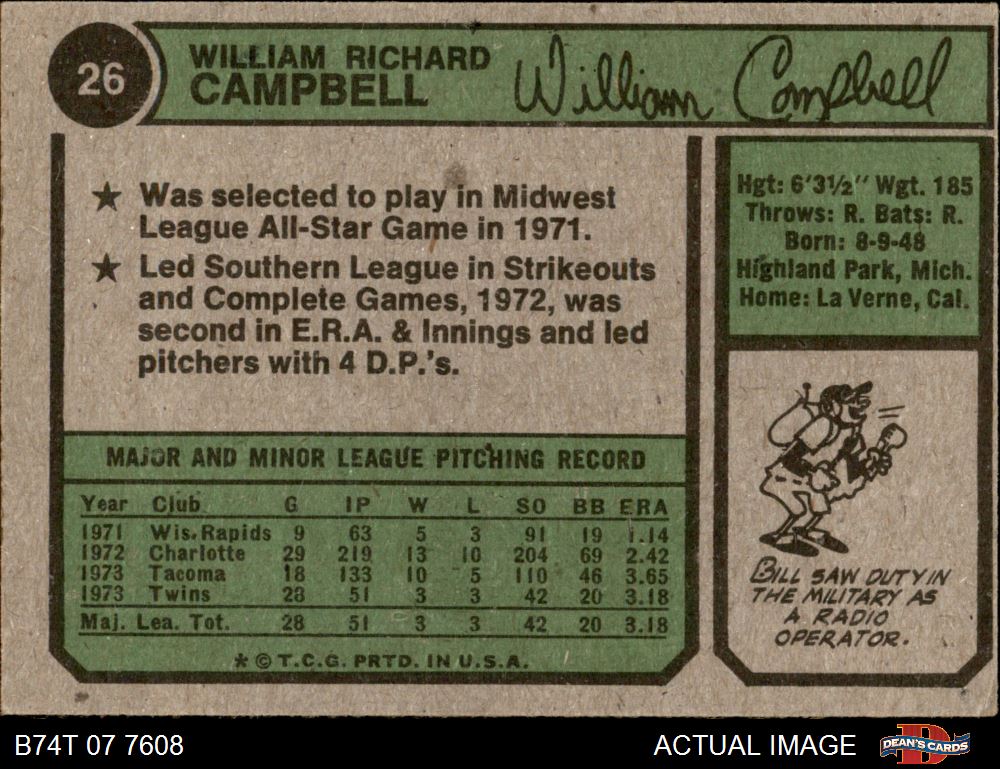 26
WILLIAM RICHARD
CAMPBELL
William Campbell
★ Was selected to play in Midwest
League All-Star Game in 1971.
★ Led Southern League in Strikeouts
and Complete Games, 1972, was
second in E.R.A. & Innings and led
pitchers with 4 D.P.'s.
Hgt: 6'3½" Wgt. 185
Throws: R. Bats: R.
Born: 8-9-48
Highland Park, Mich.
Home: La Verne, Cal.
MAJOR AND MINOR LEAGUE PITCHING RECORD
Year Club G IP W L SO BB ERA
1971 Wis. Rapids 9 63 5 3 91 19 1.14
1972 Charlotte 29 219 13 10 204 69 2.42
1973 Tacoma 18 133 10 5 110 46 3.65
1973 Twins 28 51 3 3 42 20 3.18
Maj. Lea. Tot. 28 51 3 3 42 20 3.18
* © T.C.G. PRTD. IN U.S.A.
BILL SAW DUTY IN
THE MILITARY AS
A RADIO
OPERATOR.
B74T 07 7608
ACTUAL IMAGE
D
DEAN'S CARDS